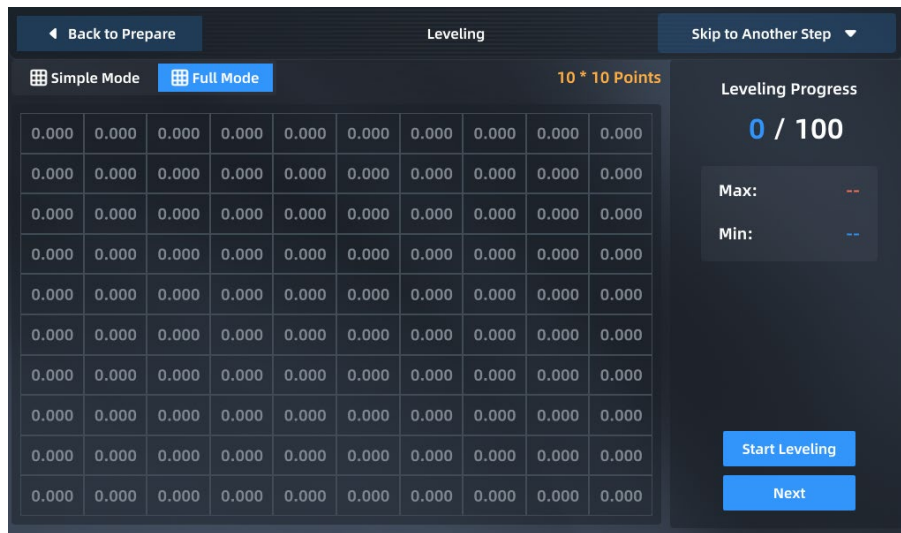 Back to Prepare Leveling Skip to Another Step
Simple Mode Full Mode 10 * 10 Points
Leveling Progress
0 / 100
Max: --
Min: --
0.000 0.000 0.000 0.000 0.000 0.000 0.000 0.000 0.000 0.000
0.000 0.000 0.000 0.000 0.000 0.000 0.000 0.000 0.000 0.000
0.000 0.000 0.000 0.000 0.000 0.000 0.000 0.000 0.000 0.000
0.000 0.000 0.000 0.000 0.000 0.000 0.000 0.000 0.000 0.000
0.000 0.000 0.000 0.000 0.000 0.000 0.000 0.000 0.000 0.000
0.000 0.000 0.000 0.000 0.000 0.000 0.000 0.000 0.000 0.000
0.000 0.000 0.000 0.000 0.000 0.000 0.000 0.000 0.000 0.000
0.000 0.000 0.000 0.000 0.000 0.000 0.000 0.000 0.000 0.000
0.000 0.000 0.000 0.000 0.000 0.000 0.000 0.000 0.000 0.000
0.000 0.000 0.000 0.000 0.000 0.000 0.000 0.000 0.000 0.000
Start Leveling
Next